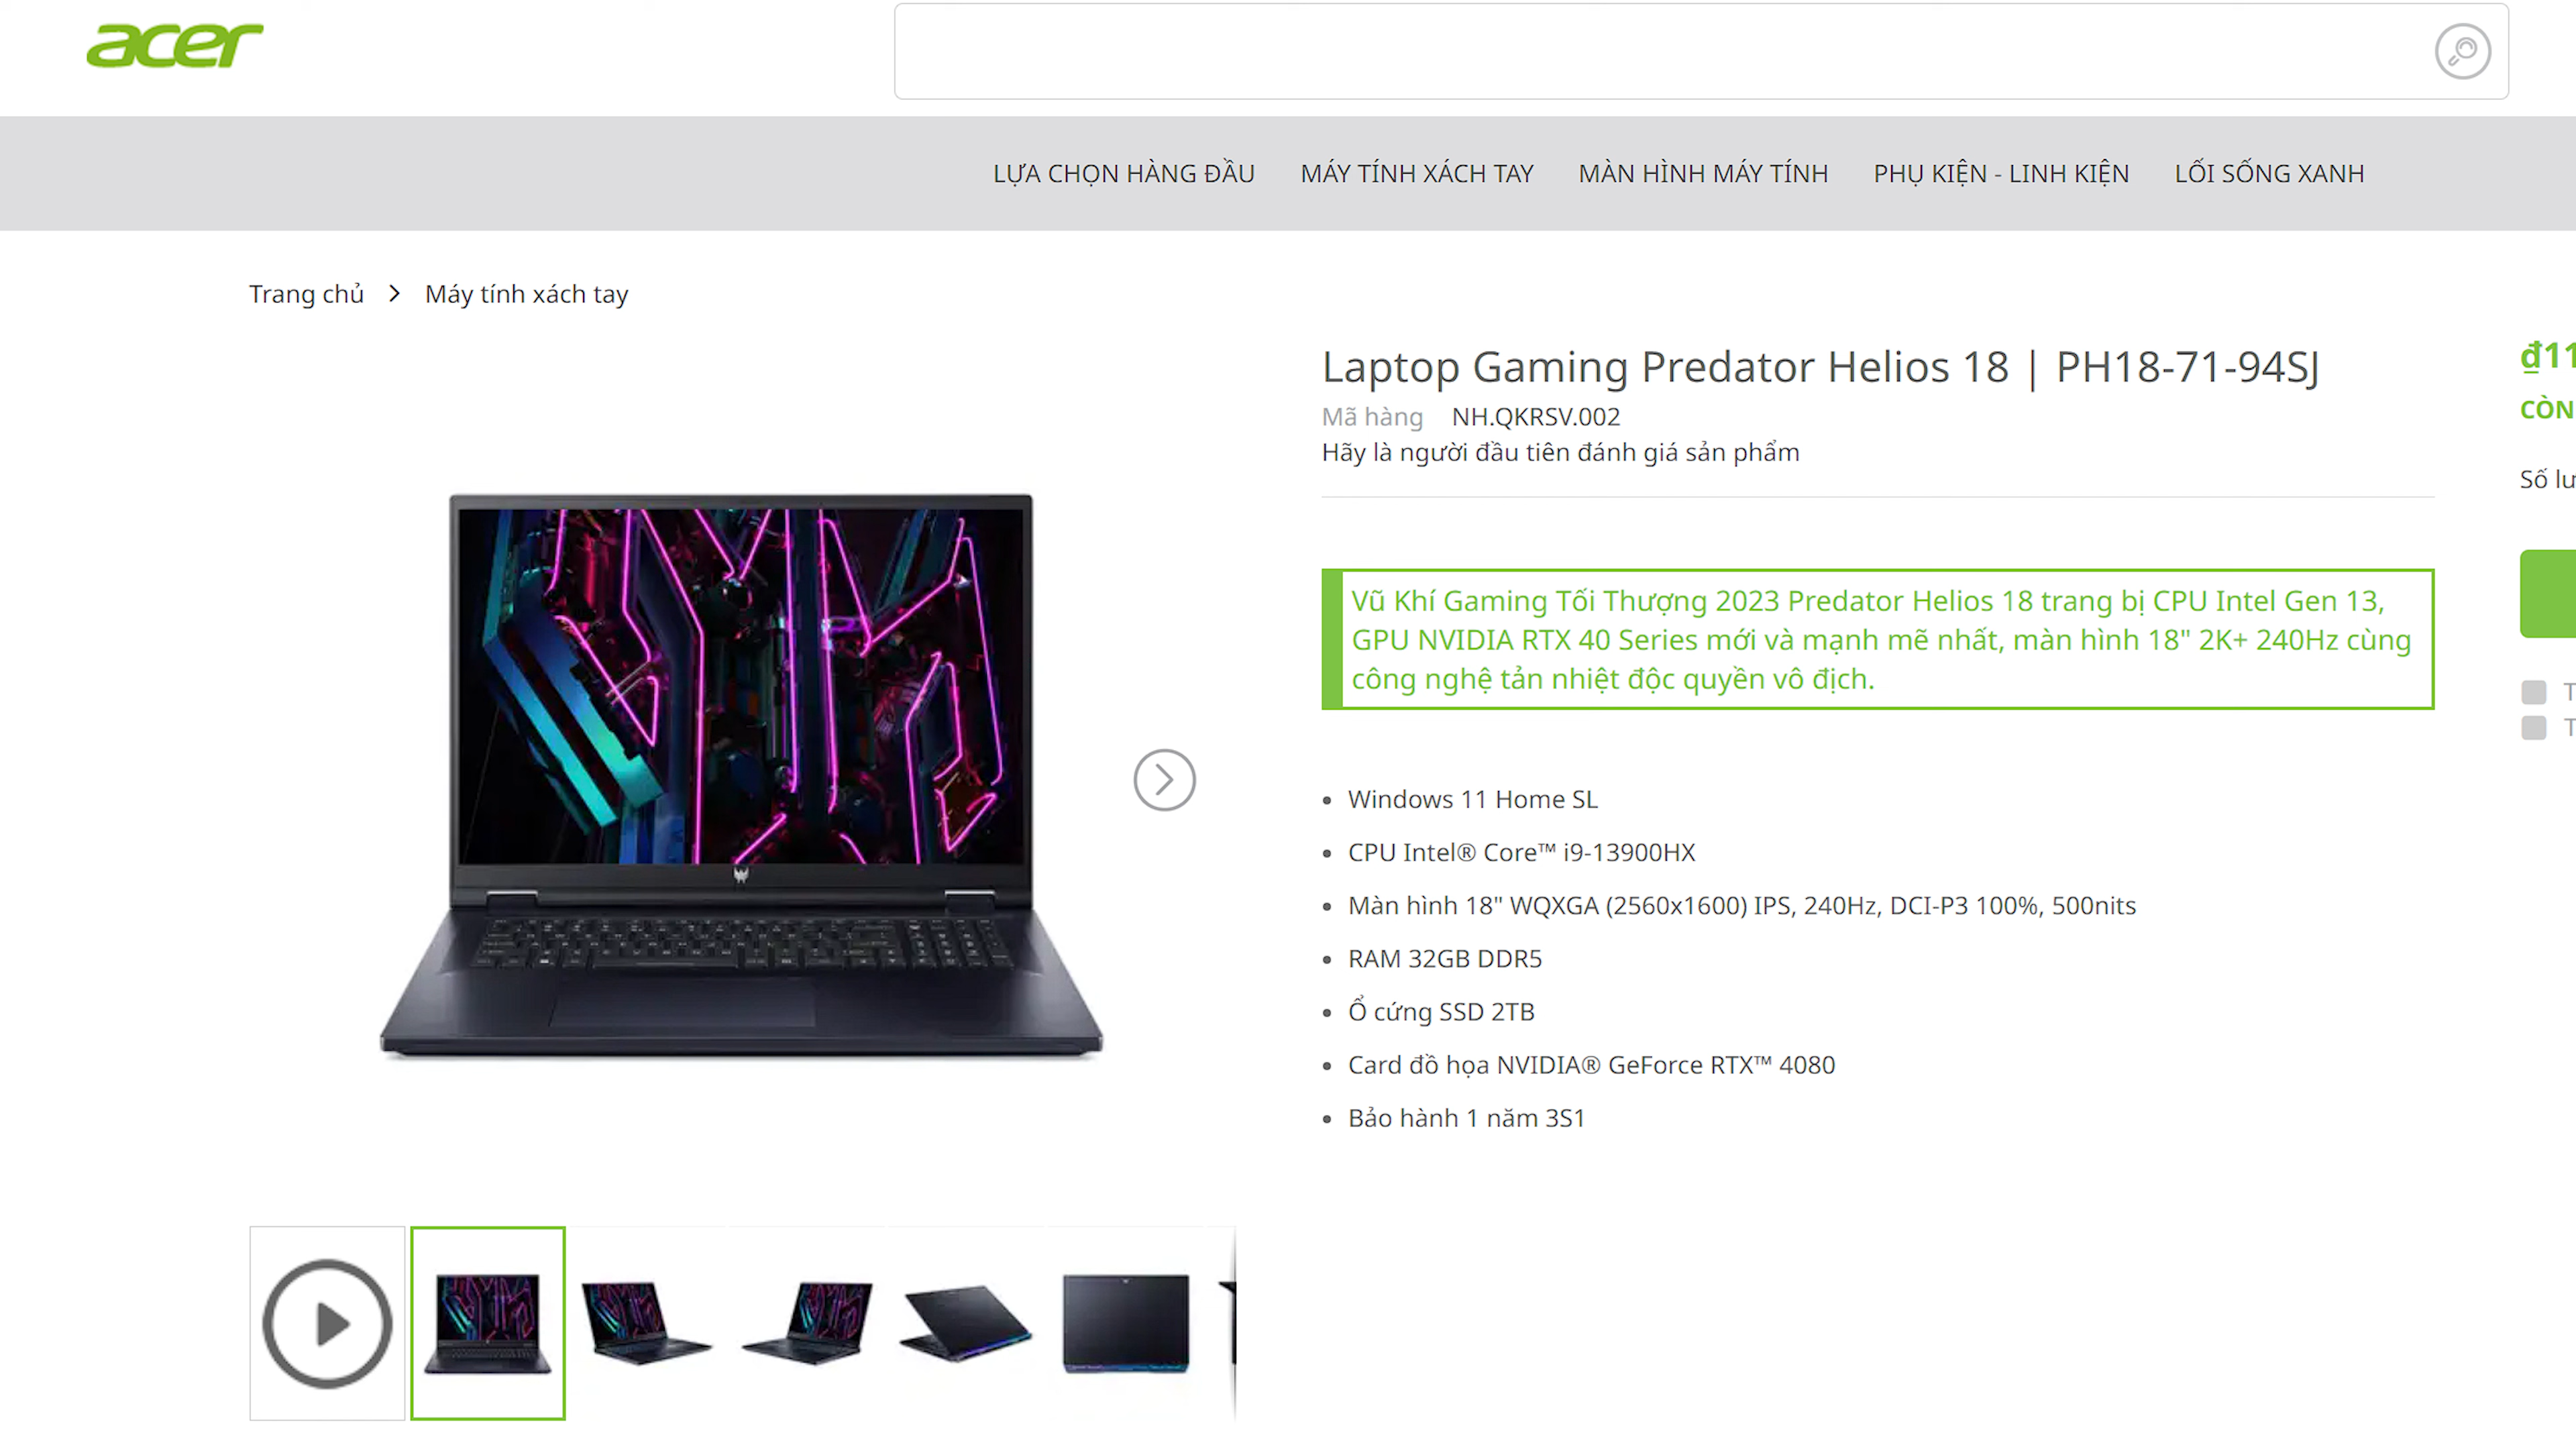 acer
LỰA CHỌN HÀNG ĐẦU
MÁY TÍNH XÁCH TAY
MÀN HÌNH MÁY TÍNH
PHỤ KIỆN - LINH KIỆN
LỐI SỐNG XANH
Trang chủ
Máy tính xách tay
Laptop Gaming Predator Helios 18 | PH18-71-94SJ
Mã hàng NH.QKRSV.002
Hãy là người đầu tiên đánh giá sản phẩm
Vũ Khí Gaming Tối Thượng 2023 Predator Helios 18 trang bị CPU Intel Gen 13,
GPU NVIDIA RTX 40 Series mới và mạnh mẽ nhất, màn hình 18" 2K+ 240Hz cùng
công nghệ tản nhiệt độc quyền vô địch.
Windows 11 Home SL
CPU Intel® Core™ i9-13900HX
Màn hình 18" WQXGA (2560x1600) IPS, 240Hz, DCI-P3 100%, 500nits
RAM 32GB DDR5
Ổ cứng SSD 2TB
Card đồ họa NVIDIA® GeForce RTX™ 4080
Bảo hành 1 năm 3S1
₫11
CÒN
Số